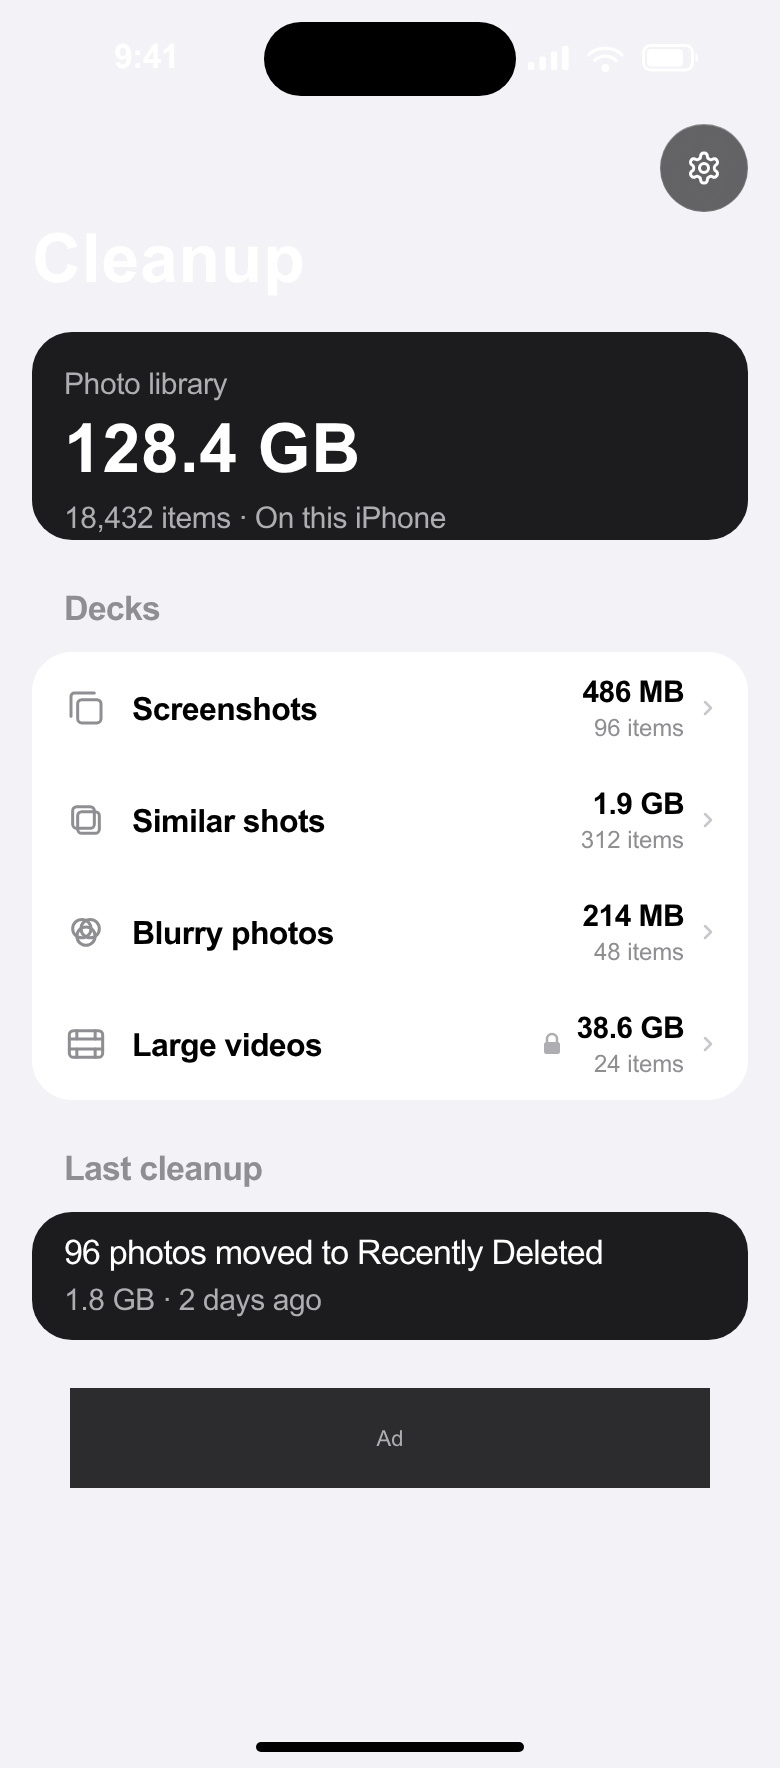 9:41
Cleanup
Photo library
128.4 GB
18,432 items · On this iPhone
Decks
Screenshots
486 MB
96 items
Similar shots
1.9 GB
312 items
Blurry photos
214 MB
48 items
Large videos
38.6 GB
24 items
Last cleanup
96 photos moved to Recently Deleted
1.8 GB · 2 days ago
Ad